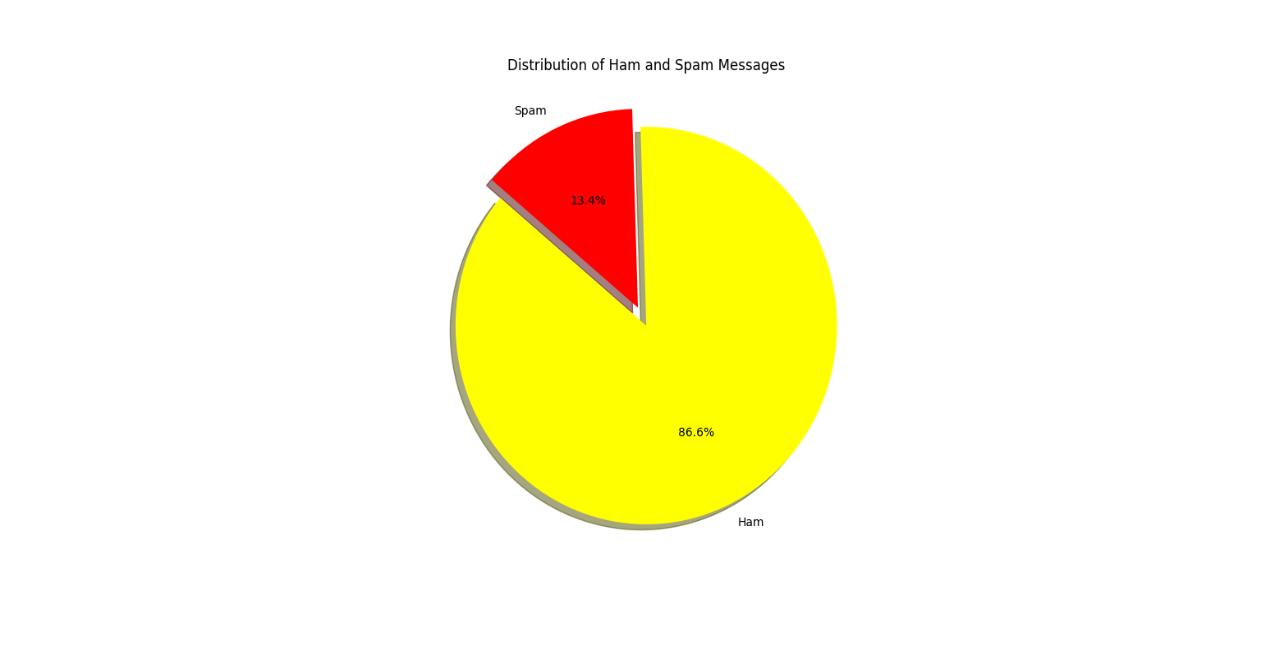 Distribution of Ham and Spam Messages
Spam
13.4%
86.6%
Ham